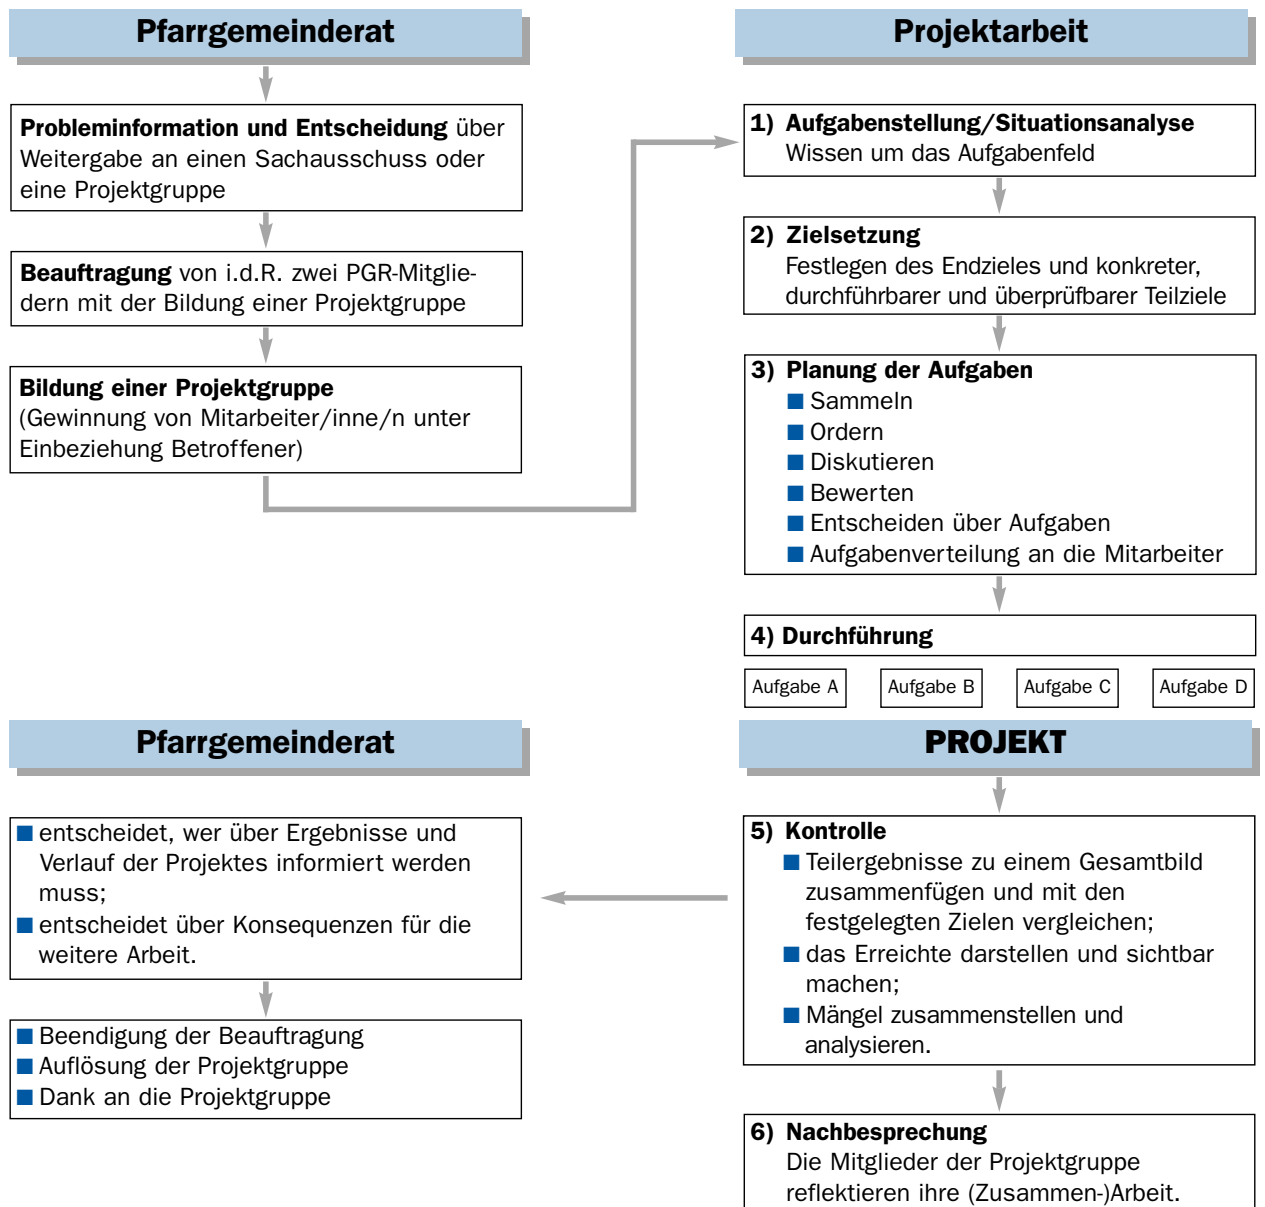 Pfarrgemeinderat
Probleminformation und Entscheidung über
Weitergabe an einen Sachausschuss oder
eine Projektgruppe
Beauftragung von i.d.R. zwei PGR-Mitglie-
dern mit der Bildung einer Projektgruppe
Bildung einer Projektgruppe
(Gewinnung von Mitarbeiter/inne/n unter
Einbeziehung Betroffener)
Projektarbeit
1) Aufgabenstellung/Situationsanalyse
Wissen um das Aufgabenfeld
2) Zielsetzung
Festlegen des Endzieles und konkreter,
durchführbarer und überprüfbarer Teilziele
3) Planung der Aufgaben
■ Sammeln
■ Ordern
■ Diskutieren
■ Bewerten
■ Entscheiden über Aufgaben
■ Aufgabenverteilung an die Mitarbeiter
4) Durchführung
Aufgabe A
Aufgabe B
Aufgabe C
Aufgabe D
PROJEKT
5) Kontrolle
■ Teilergebnisse zu einem Gesamtbild
zusammenfügen und mit den
festgelegten Zielen vergleichen;
■ das Erreichte darstellen und sichtbar
machen;
■ Mängel zusammenstellen und
analysieren.
6) Nachbesprechung
Die Mitglieder der Projektgruppe
reflektieren ihre (Zusammen-)Arbeit.
Pfarrgemeinderat
■ entscheidet, wer über Ergebnisse und
Verlauf der Projektes informiert werden
muss;
■ entscheidet über Konsequenzen für die
weitere Arbeit.
■ Beendigung der Beauftragung
■ Auflösung der Projektgruppe
■ Dank an die Projektgruppe